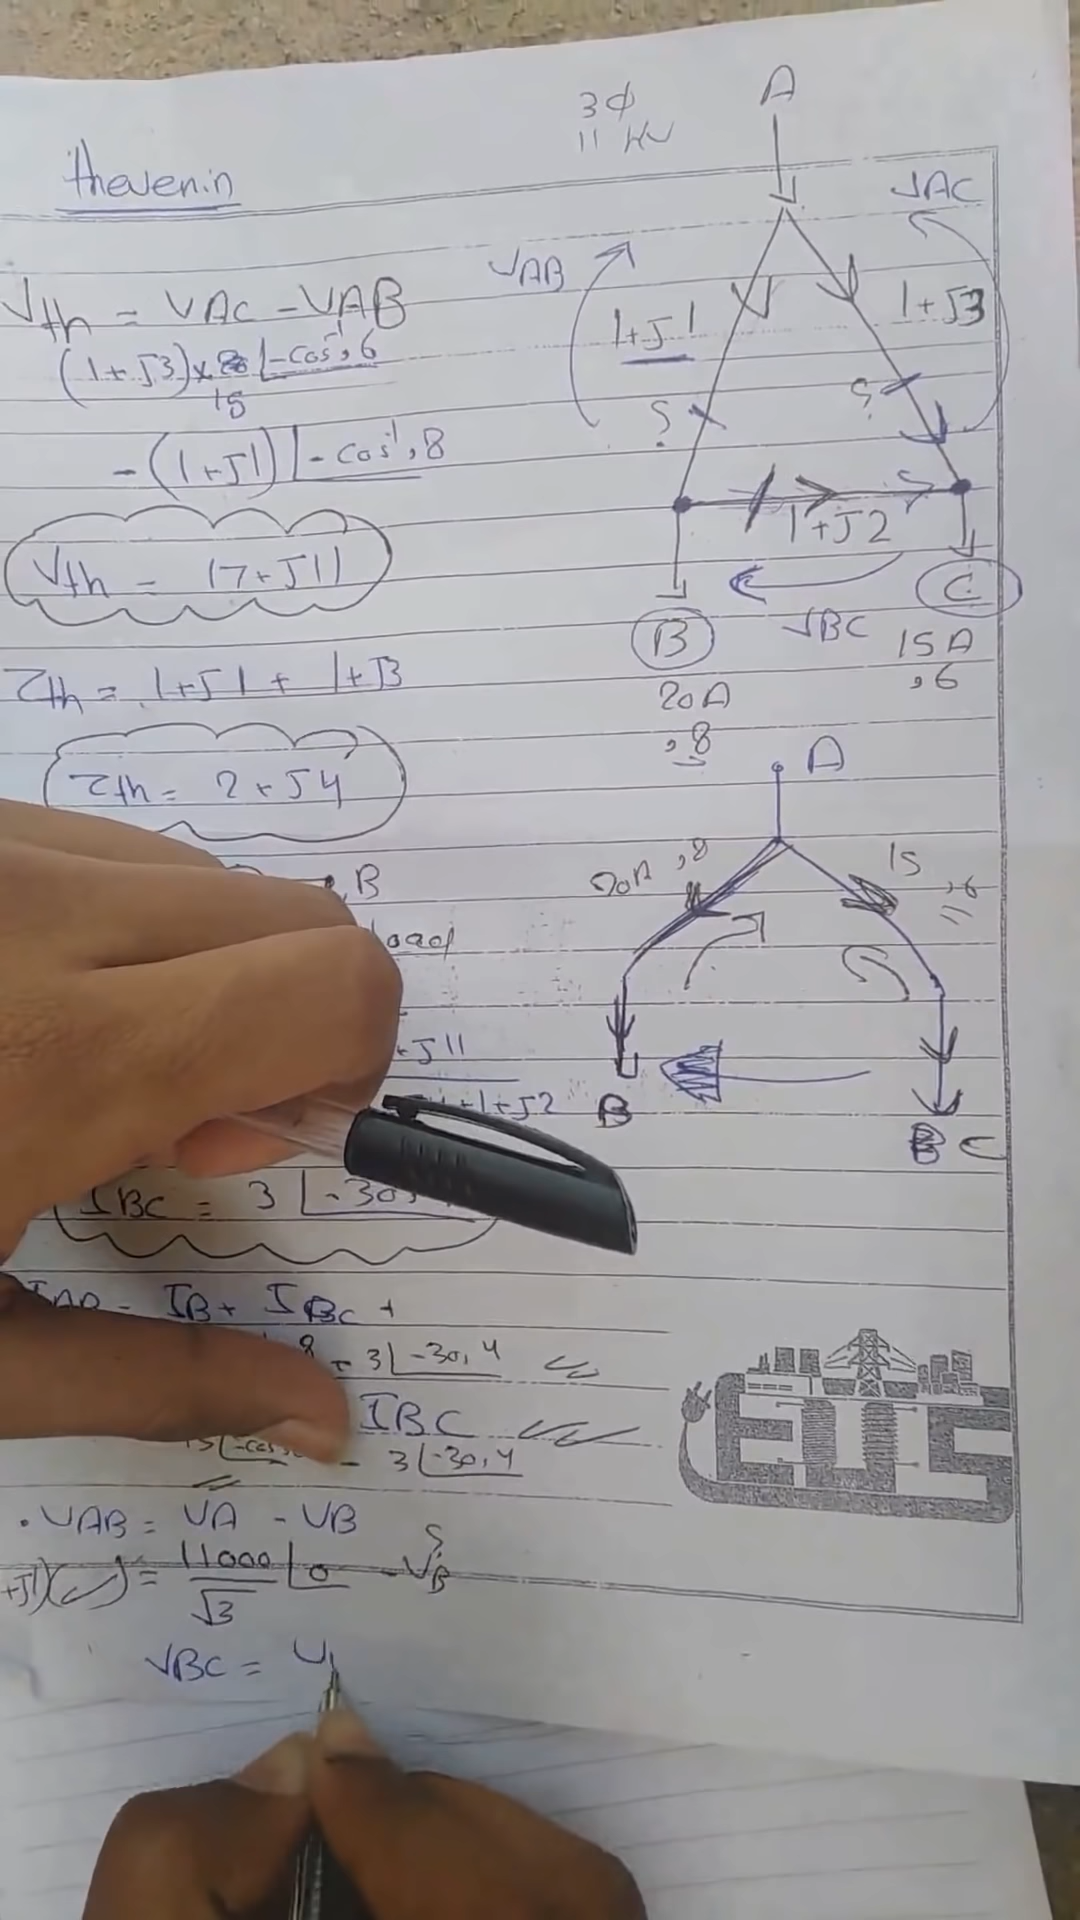 thevenin
Vth = VAC - VAB
(1+J3)×
15
∠-cos⁻¹,6
-(1+J1) ∠-cos⁻¹,8
Vth = 17+J11
Zth = 1+J1 + 1+J3
Zth = 2+J4
B
load
+J11
+1+J2
IBC = 3 ∠-30,
IAB = IB + IBC +
8 + 3∠-30,4
IBC
- 3∠-30,4
. VAB = VA - VB
= 11000/√3 ∠0 - VB
?
VBC = V
3Φ
11 KV
A
VAC
VAB
1+J1
1+J3
?
?
1+J2
B
VBC
C
20A
,8
15A
,6
A
20A ,8
15
,6
B
C
EUS